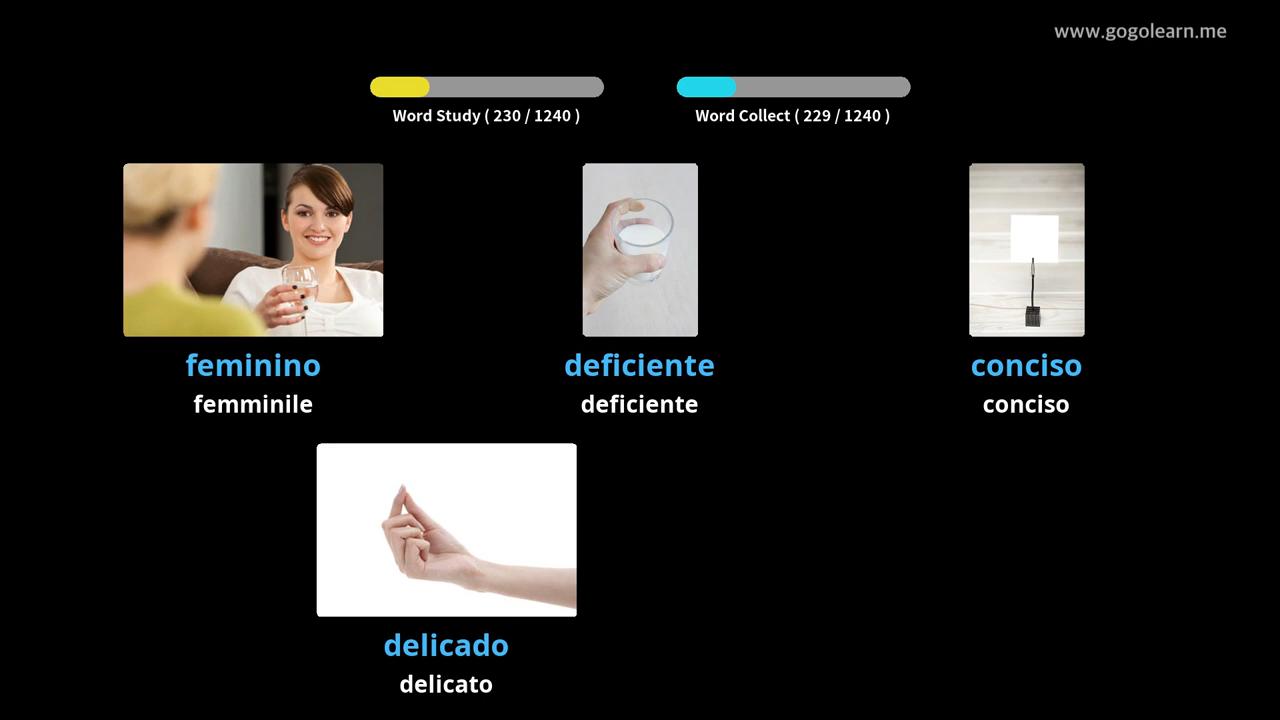 www.gogolearn.me
Word Study ( 230 / 1240 )
Word Collect ( 229 / 1240 )
feminino
femminile
deficiente
deficiente
conciso
conciso
delicado
delicato